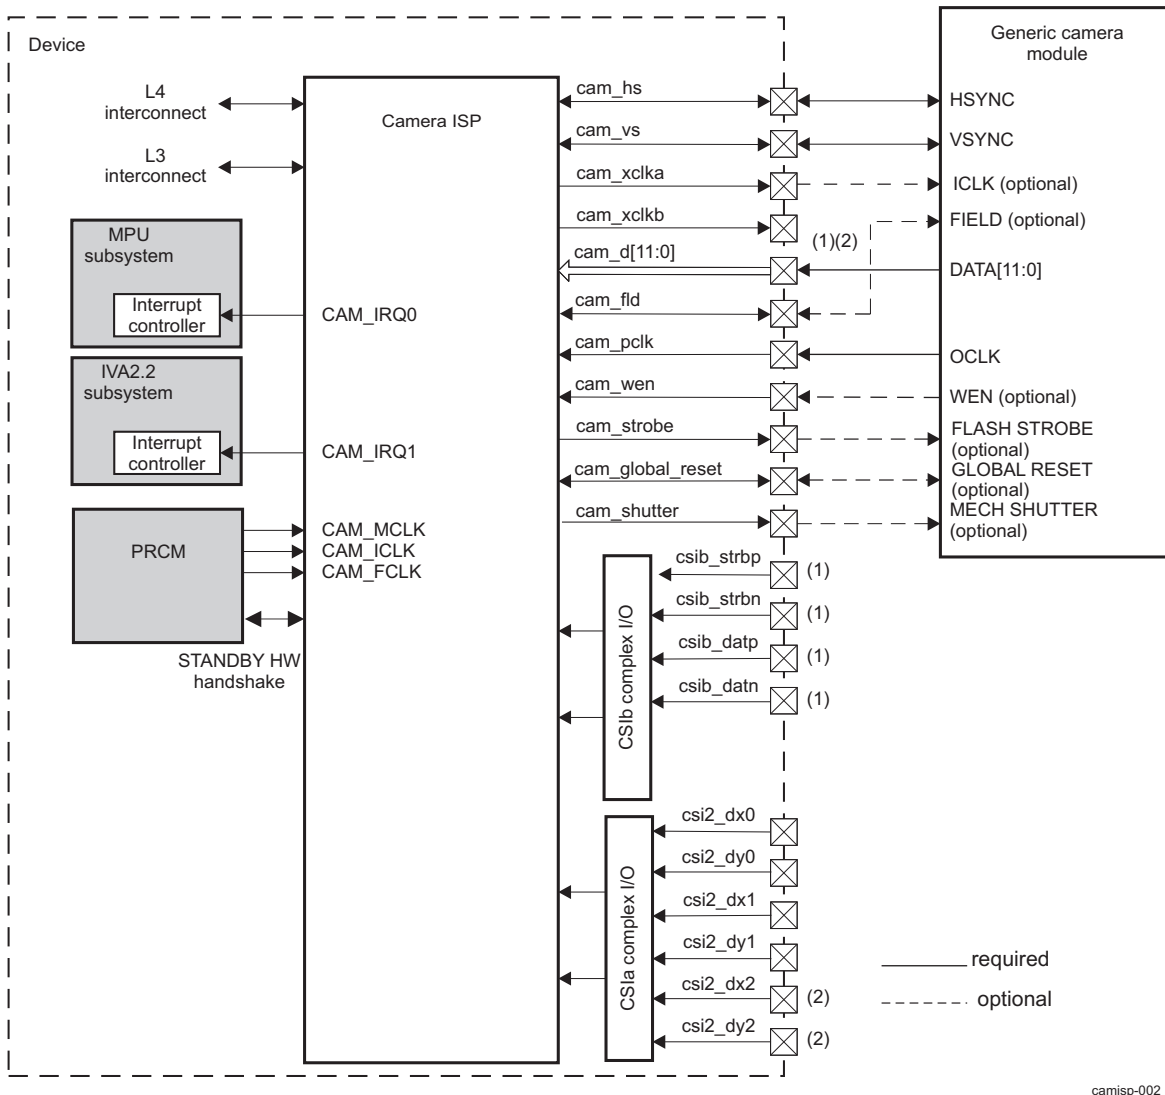 Device
L4
interconnect
L3
interconnect
MPU
subsystem
Interrupt
controller
IVA2.2
subsystem
Interrupt
controller
PRCM
STANDBY HW
handshake
Camera ISP
CAM_IRQ0
CAM_IRQ1
CAM_MCLK
CAM_ICLK
CAM_FCLK
cam_hs
cam_vs
cam_xclka
cam_xclkb
cam_d[11:0]
cam_fld
cam_pclk
cam_wen
cam_strobe
cam_global_reset
cam_shutter
(1)(2)
Generic camera
module
HSYNC
VSYNC
ICLK (optional)
FIELD (optional)
DATA[11:0]
OCLK
WEN (optional)
FLASH STROBE
(optional)
GLOBAL RESET
(optional)
MECH SHUTTER
(optional)
CSIb complex I/O
csib_strbp
(1)
csib_strbn
(1)
csib_datp
(1)
csib_datn
(1)
CSIa complex I/O
csi2_dx0
csi2_dy0
csi2_dx1
csi2_dy1
csi2_dx2
(2)
csi2_dy2
(2)
required
optional
camisp-002